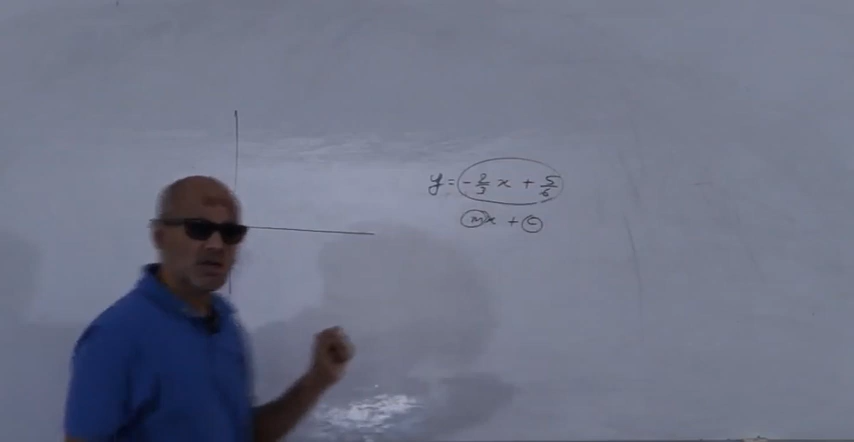 y = -2/3 x + 5/6
mx + c